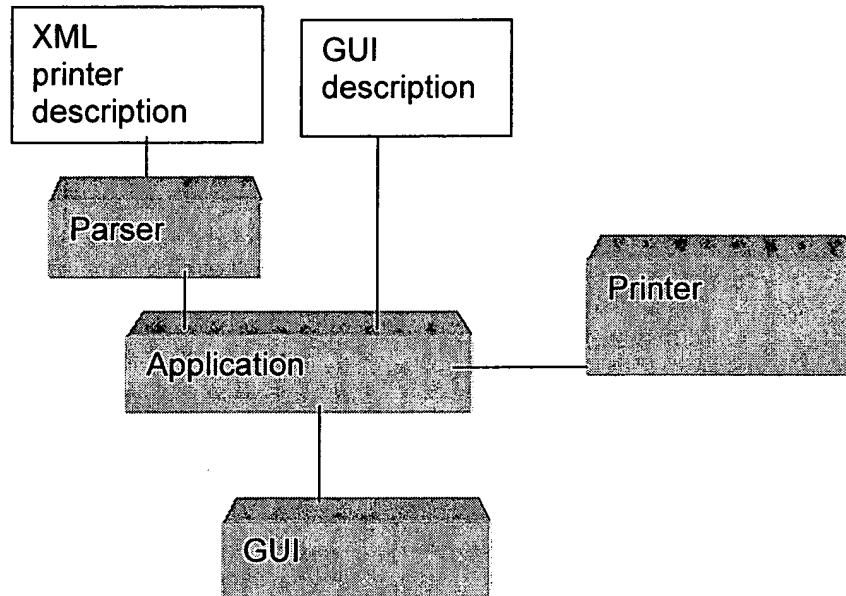 XML
printer
description
GUI
description
Parser
Printer
Application
GUI